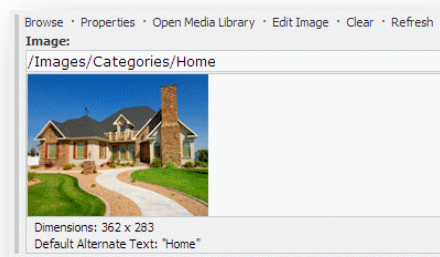 Browse · Properties · Open Media Library · Edit Image · Clear · Refresh
Image:
/Images/Categories/Home
Dimensions: 362 x 283
Default Alternate Text: "Home"